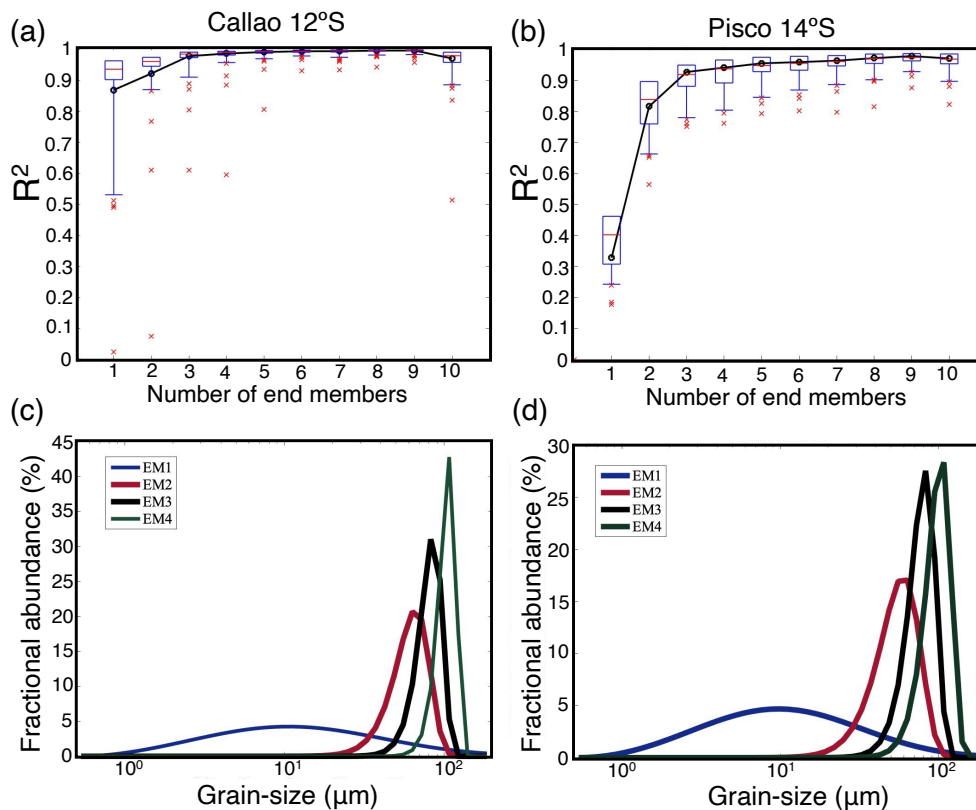 (a) Callao 12°S
1
0.9
0.8
0.7
0.6
0.5
0.4
0.3
0.2
0.1
0
R²
1 2 3 4 5 6 7 8 9 10
Number of end members
(b) Pisco 14°S
1
0.9
0.8
0.7
0.6
0.5
0.4
0.3
0.2
0.1
0
R²
1 2 3 4 5 6 7 8 9 10
Number of end members
(c)
45
40
35
30
25
20
15
10
5
0
Fractional abundance (%)
EM1
EM2
EM3
EM4
10⁰ 10¹ 10²
Grain-size (µm)
(d)
30
25
20
15
10
5
0
Fractional abundance (%)
EM1
EM2
EM3
EM4
10⁰ 10¹ 10²
Grain-size (µm)